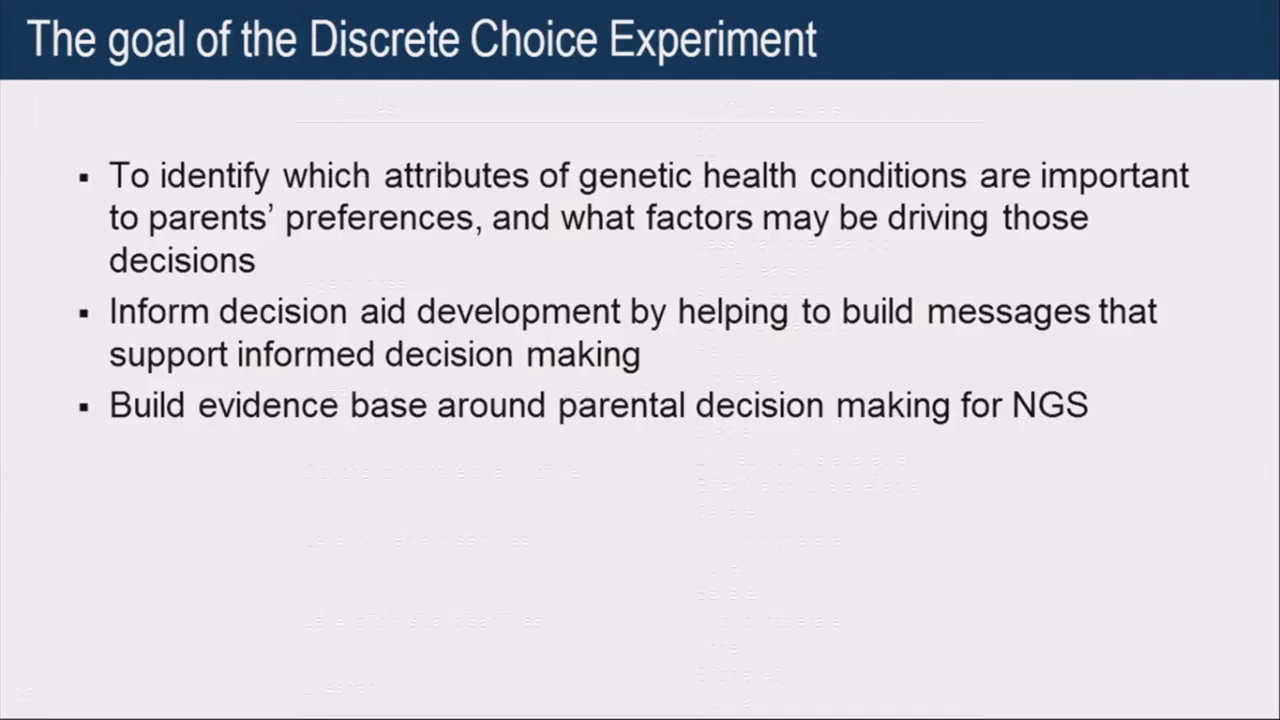 The goal of the Discrete Choice Experiment
▪ To identify which attributes of genetic health conditions are important
to parents’ preferences, and what factors may be driving those
decisions
▪ Inform decision aid development by helping to build messages that
support informed decision making
▪ Build evidence base around parental decision making for NGS